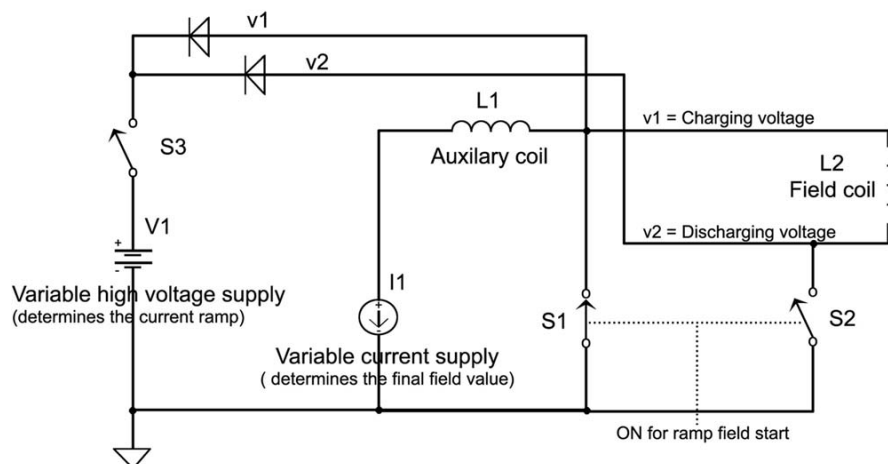 v1
v2
L1
Auxilary coil
v1 = Charging voltage
S3
L2
Field coil
V1
+
-
v2 = Discharging voltage
Variable high voltage supply
(determines the current ramp)
I1
+
-
S1
S2
Variable current supply
( determines the final field value)
ON for ramp field start